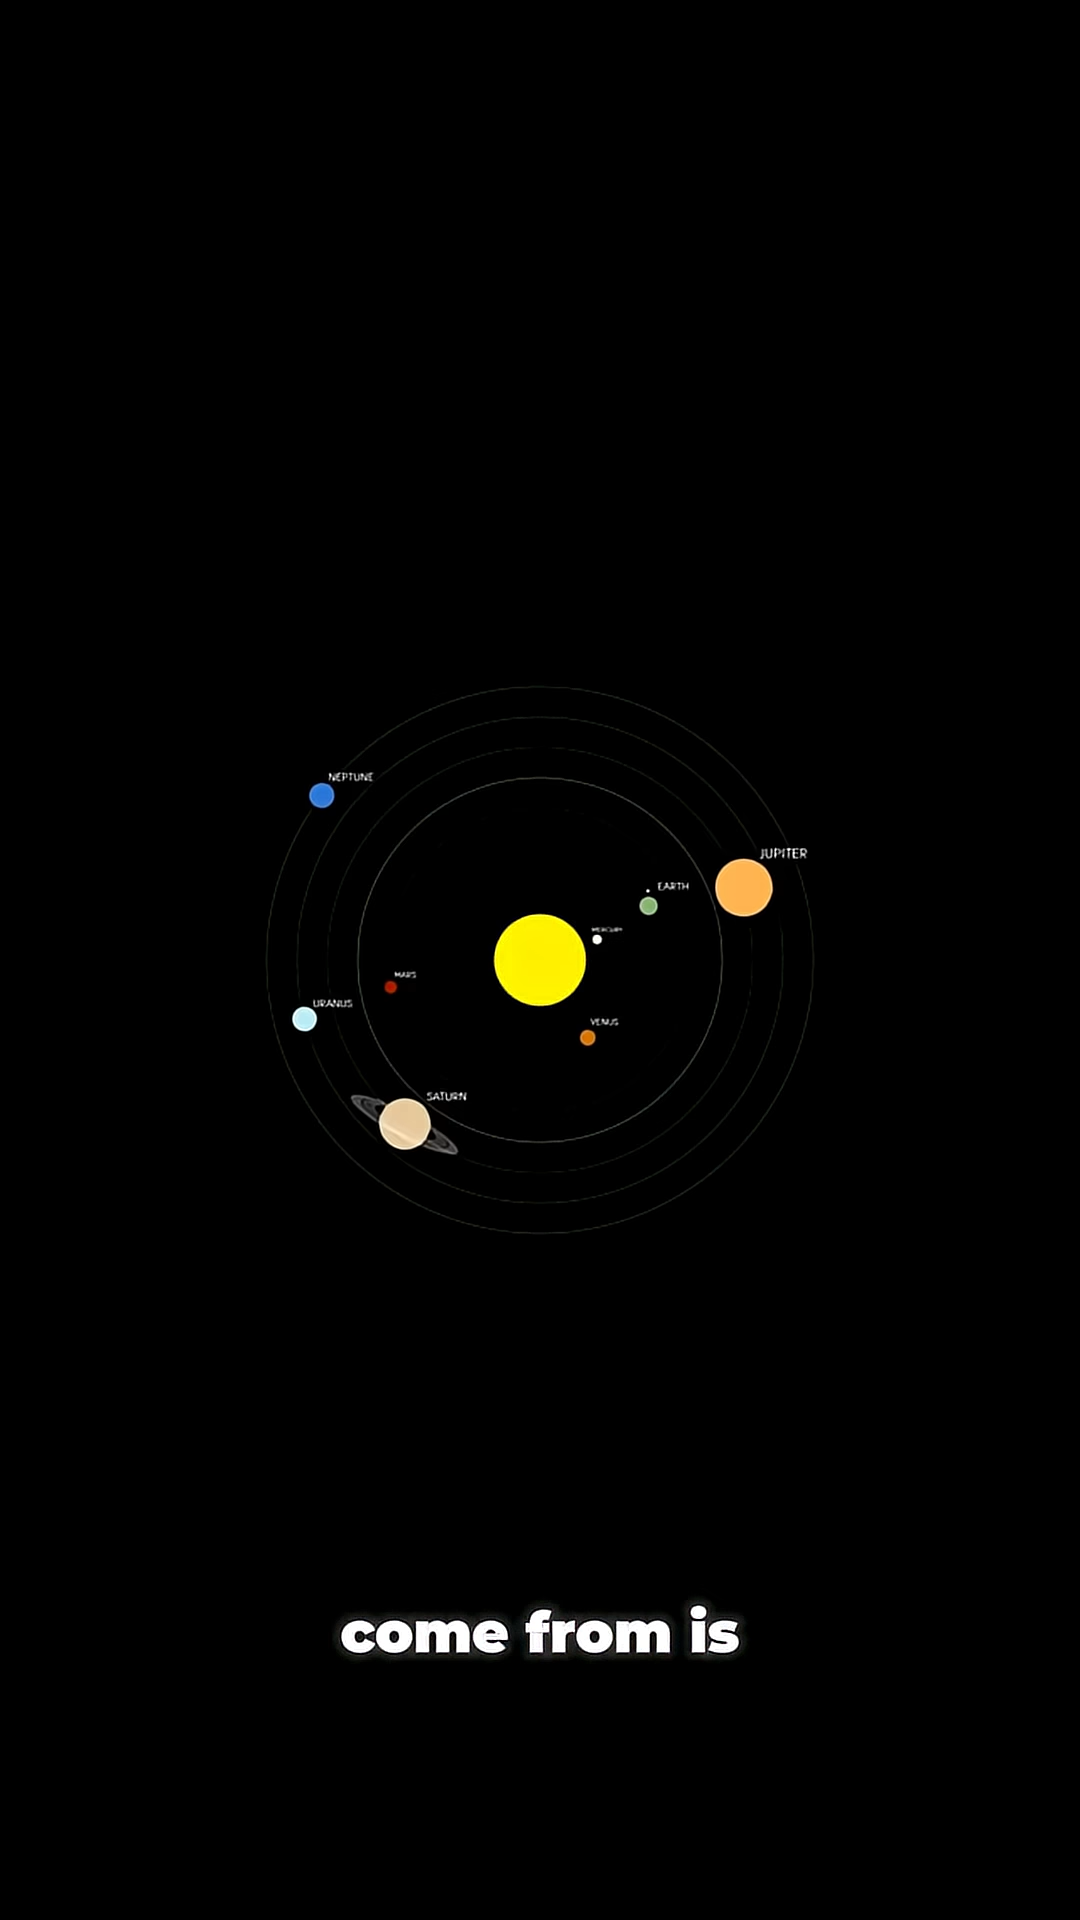 NEPTUNE
JUPITER
EARTH
MERCURY
MARS
URANUS
VENUS
SATURN
come from is